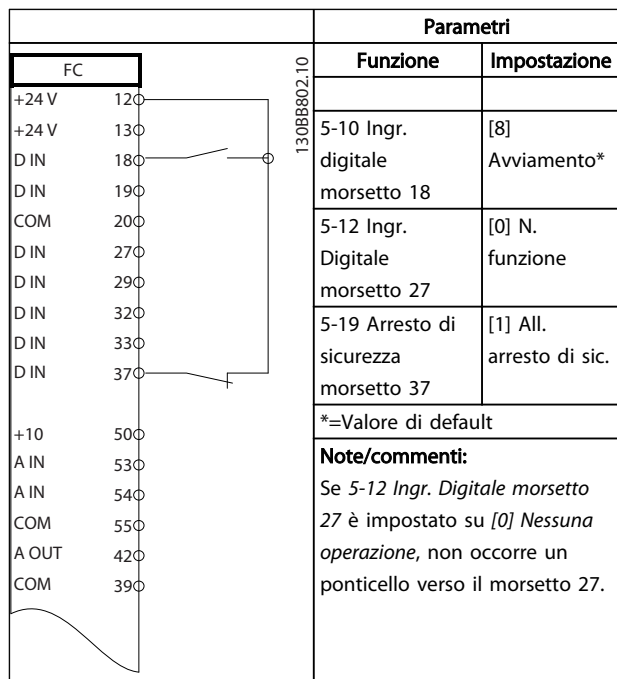 FC
+24 V 12
+24 V 13
D IN 18
D IN 19
COM 20
D IN 27
D IN 29
D IN 32
D IN 33
D IN 37
+10 50
A IN 53
A IN 54
COM 55
A OUT 42
COM 39
130BB802.10
Parametri
Funzione Impostazione
5-10 Ingr. [8]
digitale Avviamento*
morsetto 18
5-12 Ingr. [0] N.
Digitale funzione
morsetto 27
5-19 Arresto di [1] All.
sicurezza arresto di sic.
morsetto 37
*=Valore di default
Note/commenti:
Se 5-12 Ingr. Digitale morsetto
27 è impostato su [0] Nessuna
operazione, non occorre un
ponticello verso il morsetto 27.